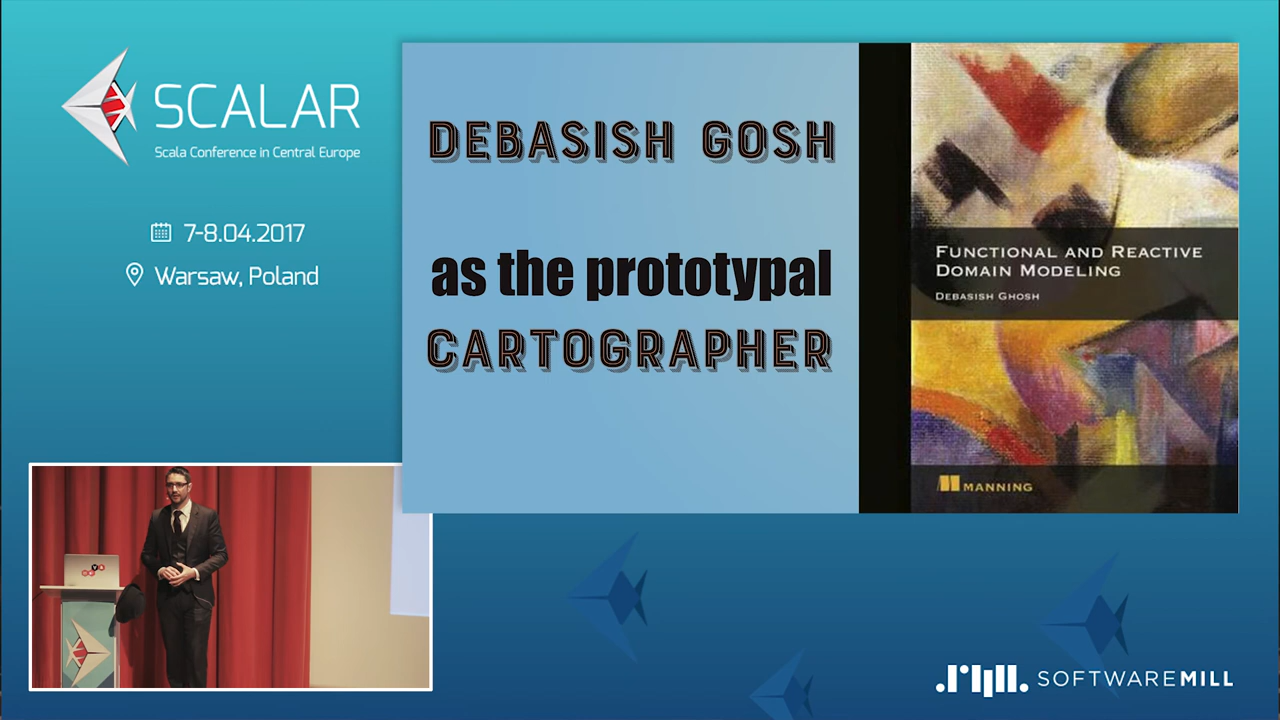 SCALAR
Scala Conference in Central Europe
7-8.04.2017
Warsaw, Poland
DEBASISH GOSH
as the prototypal
CARTOGRAPHER
FUNCTIONAL AND REACTIVE
DOMAIN MODELING
DEBASISH GHOSH
MANNING
SOFTWAREMILL